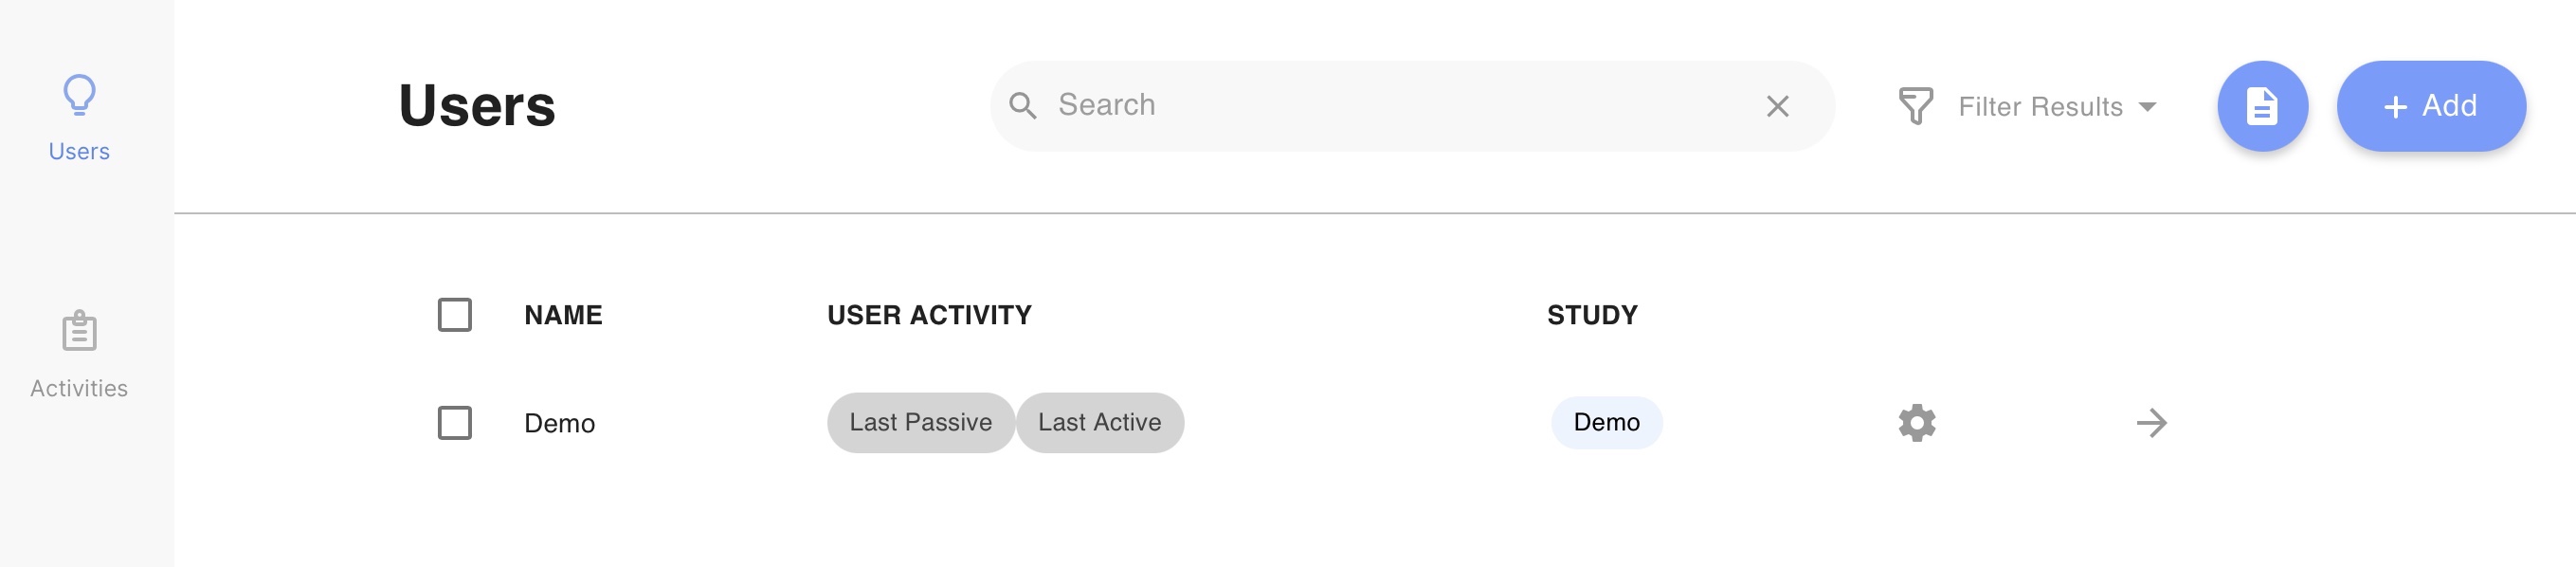 Users
Activities
Users
Search
Filter Results
+ Add
NAME USER ACTIVITY STUDY
Demo Last Passive Last Active Demo